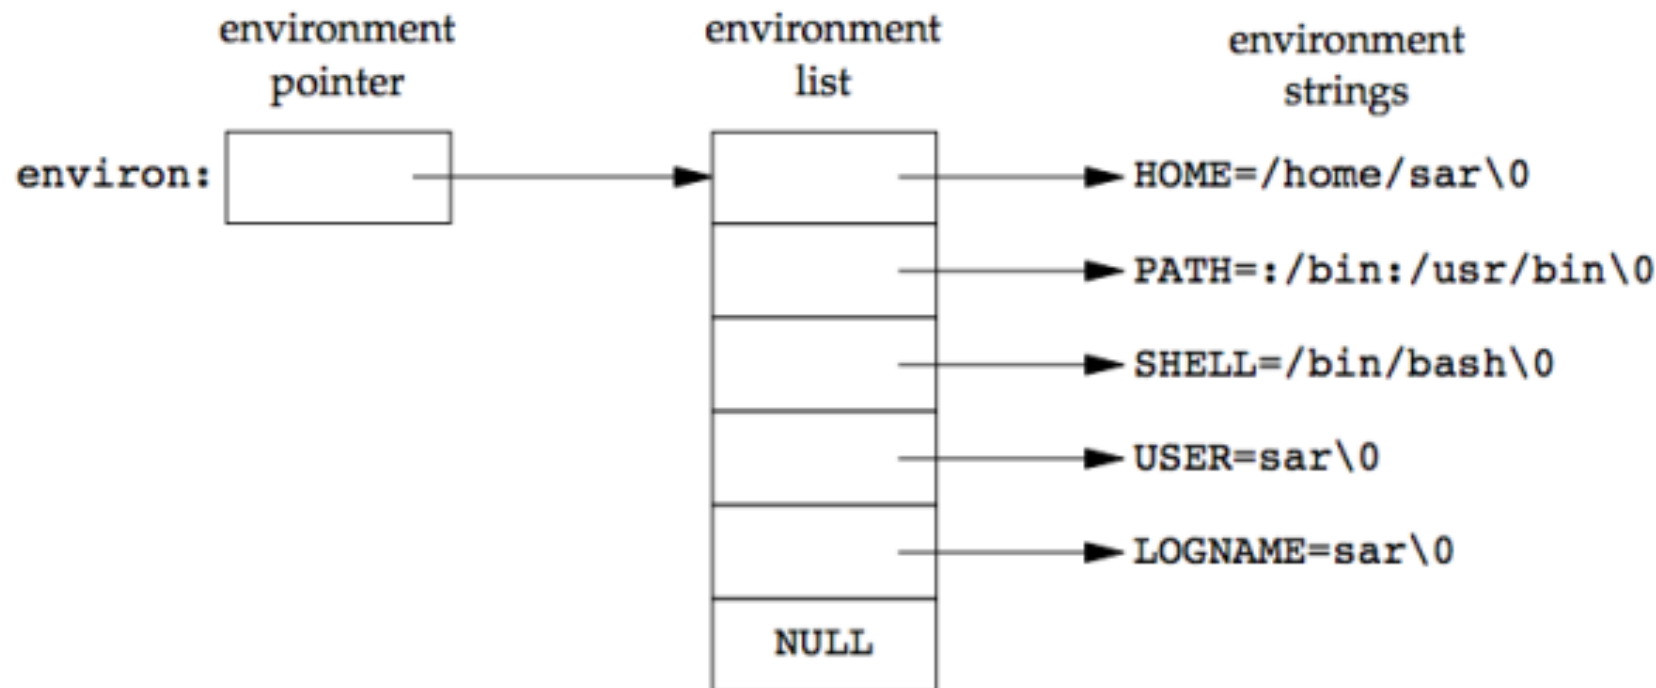 environment
pointer
environment
list
environment
strings
environ:
HOME=/home/sar\0
PATH=:/bin:/usr/bin\0
SHELL=/bin/bash\0
USER=sar\0
LOGNAME=sar\0
NULL